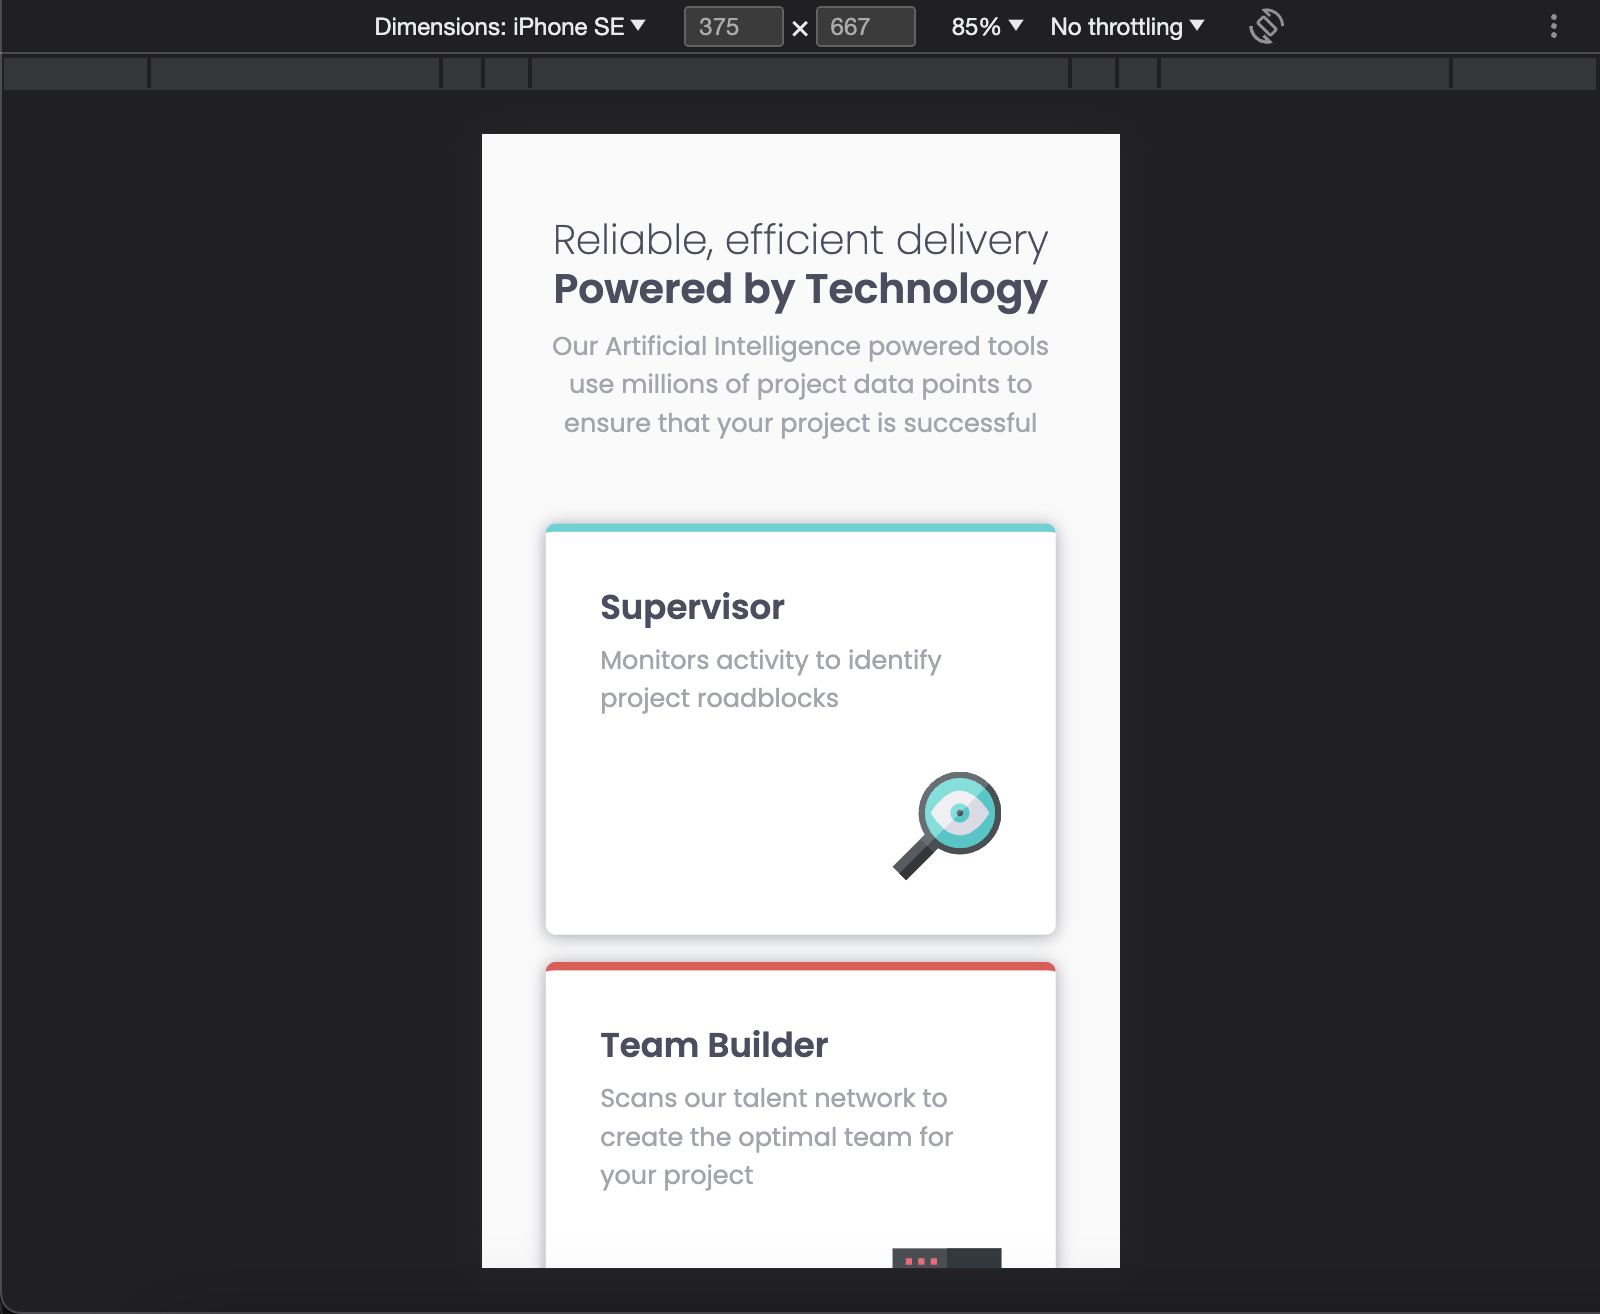 Dimensions: iPhone SE ▼ 375 × 667 85% ▼ No throttling ▼
Reliable, efficient delivery
Powered by Technology
Our Artificial Intelligence powered tools
use millions of project data points to
ensure that your project is successful
Supervisor
Monitors activity to identify
project roadblocks
Team Builder
Scans our talent network to
create the optimal team for
your project